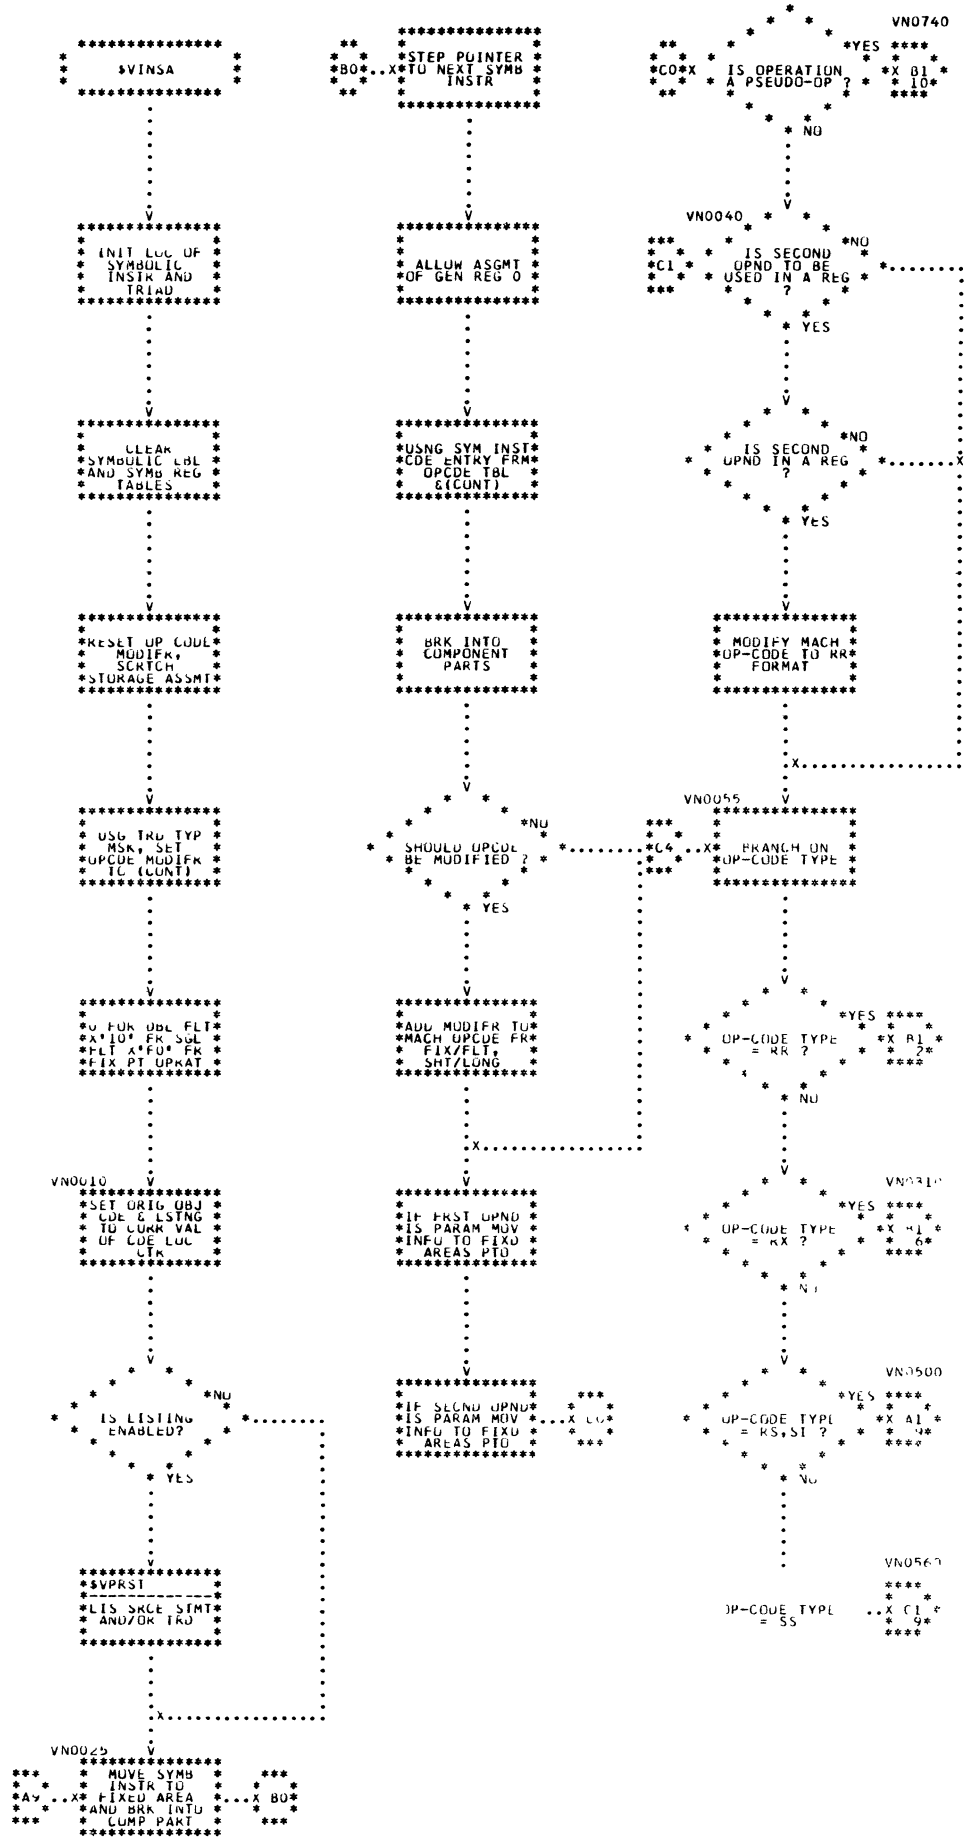 $VINSA
INIT LOC OF
SYMBOLIC
INSTR AND
TRIAD
CLEAR
SYMBOLIC LBL
AND SYMB REG
TABLES
RESET OP CODE
MODIFR,
SCRTCH
STORAGE ASSMT
USG TRD TYP
MSK, SET
OPCDE MODIFR
TC (CONT)
0 FOR DBL FLT
X'10' FR SGL
FLT X'F0' FR
FIX PT OPRAT
VN0010
SET ORIG OBJ
CDE & LSTNG
TO CURR VAL
OF CDE LOC
CTR
IS LISTING
ENABLED?
NO
YES
$VPRST
LIS SRCE STMT
AND/OR TRD
VN0025
A9
MOVE SYMB
INSTR TO
FIXED AREA
AND BRK INTO
COMP PART
B0
B0
STEP POINTER
TO NEXT SYMB
INSTR
ALLOW ASGMT
OF GEN REG 0
USNG SYM INST
CDE ENTRY FRM
OPCDE TBL
&(CONT)
BRK INTO
COMPONENT
PARTS
SHOULD OPCDE
BE MODIFIED ?
NO
YES
ADD MODIFR TO
MACH OPCDE FR
FIX/FLT,
SHT/LONG
IF FRST OPND
IS PARAM MOV
INFO TO FIXD
AREAS PTD
IF SECND OPND
IS PARAM MOV
INFO TO FIXD
AREAS PTD
C0
C0
IS OPERATION
A PSEUDO-OP ?
YES
NO
VN0740
B1
10
VN0040
C1
IS SECOND
OPND TO BE
USED IN A REG
?
NO
YES
IS SECOND
OPND IN A REG
?
NO
YES
MODIFY MACH
OP-CODE TO RR
FORMAT
VN0055
C4
BRANCH ON
OP-CODE TYPE
OP-CODE TYPE
= RR ?
YES
NO
B1
2
OP-CODE TYPE
= RX ?
YES
NO
VN0310
B1
6
OP-CODE TYPE
= RS,SI ?
YES
NO
VN0500
A1
9
OP-CODE TYPE
= SS
VN0560
C1
9